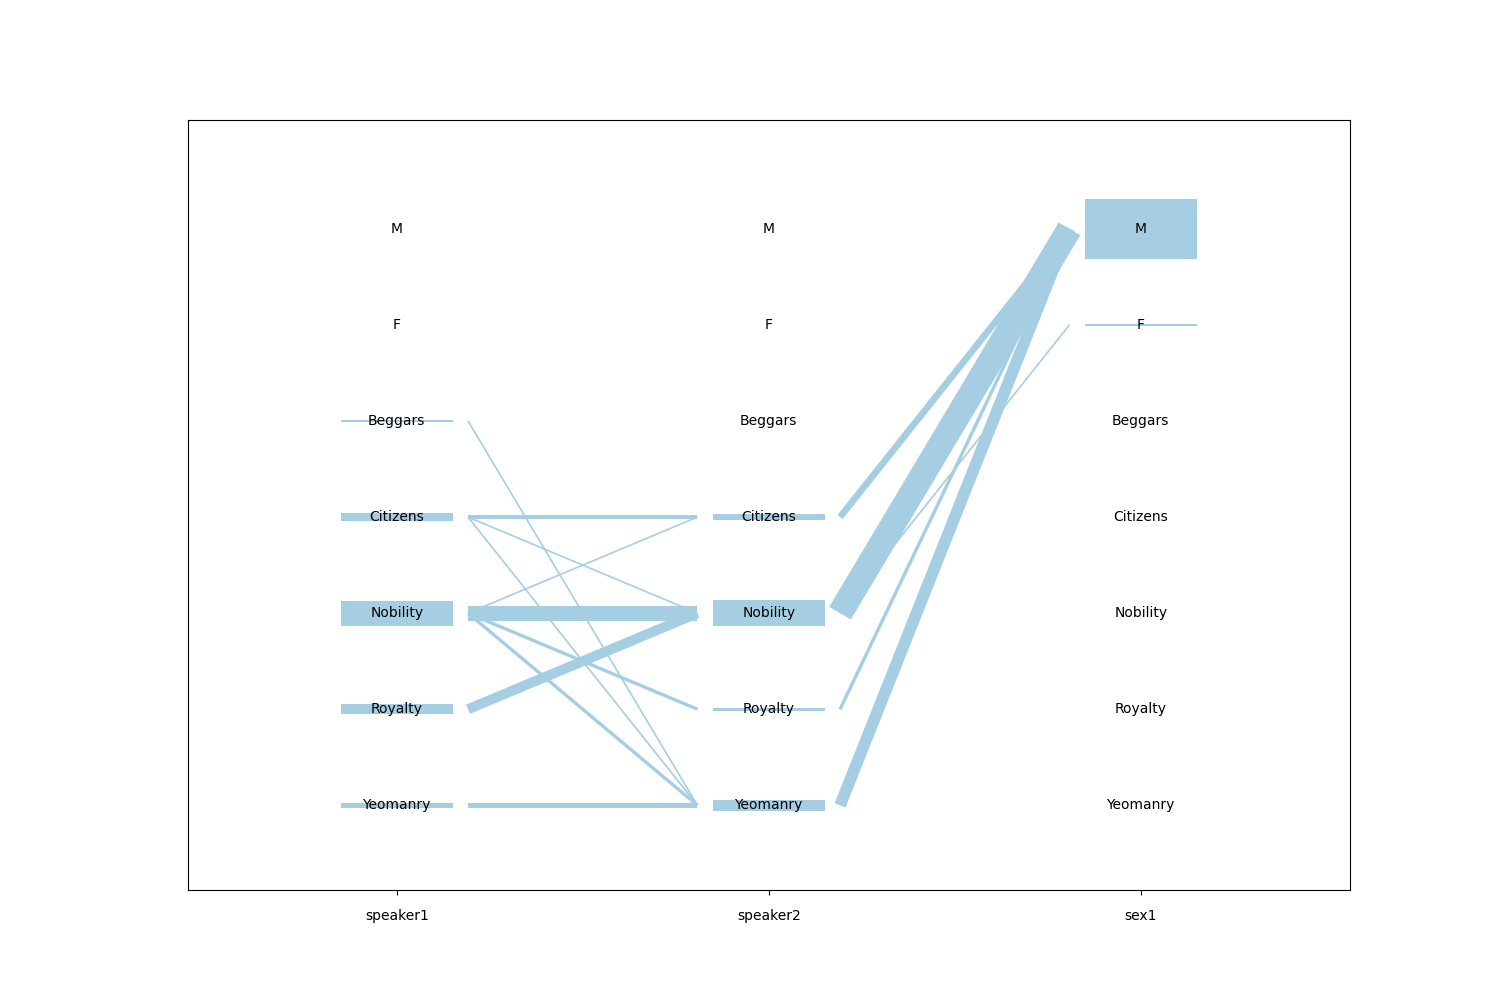 M M M
F F F
Beggars Beggars Beggars
Citizens Citizens Citizens
Nobility Nobility Nobility
Royalty Royalty Royalty
Yeomanry Yeomanry Yeomanry
speaker1 speaker2 sex1